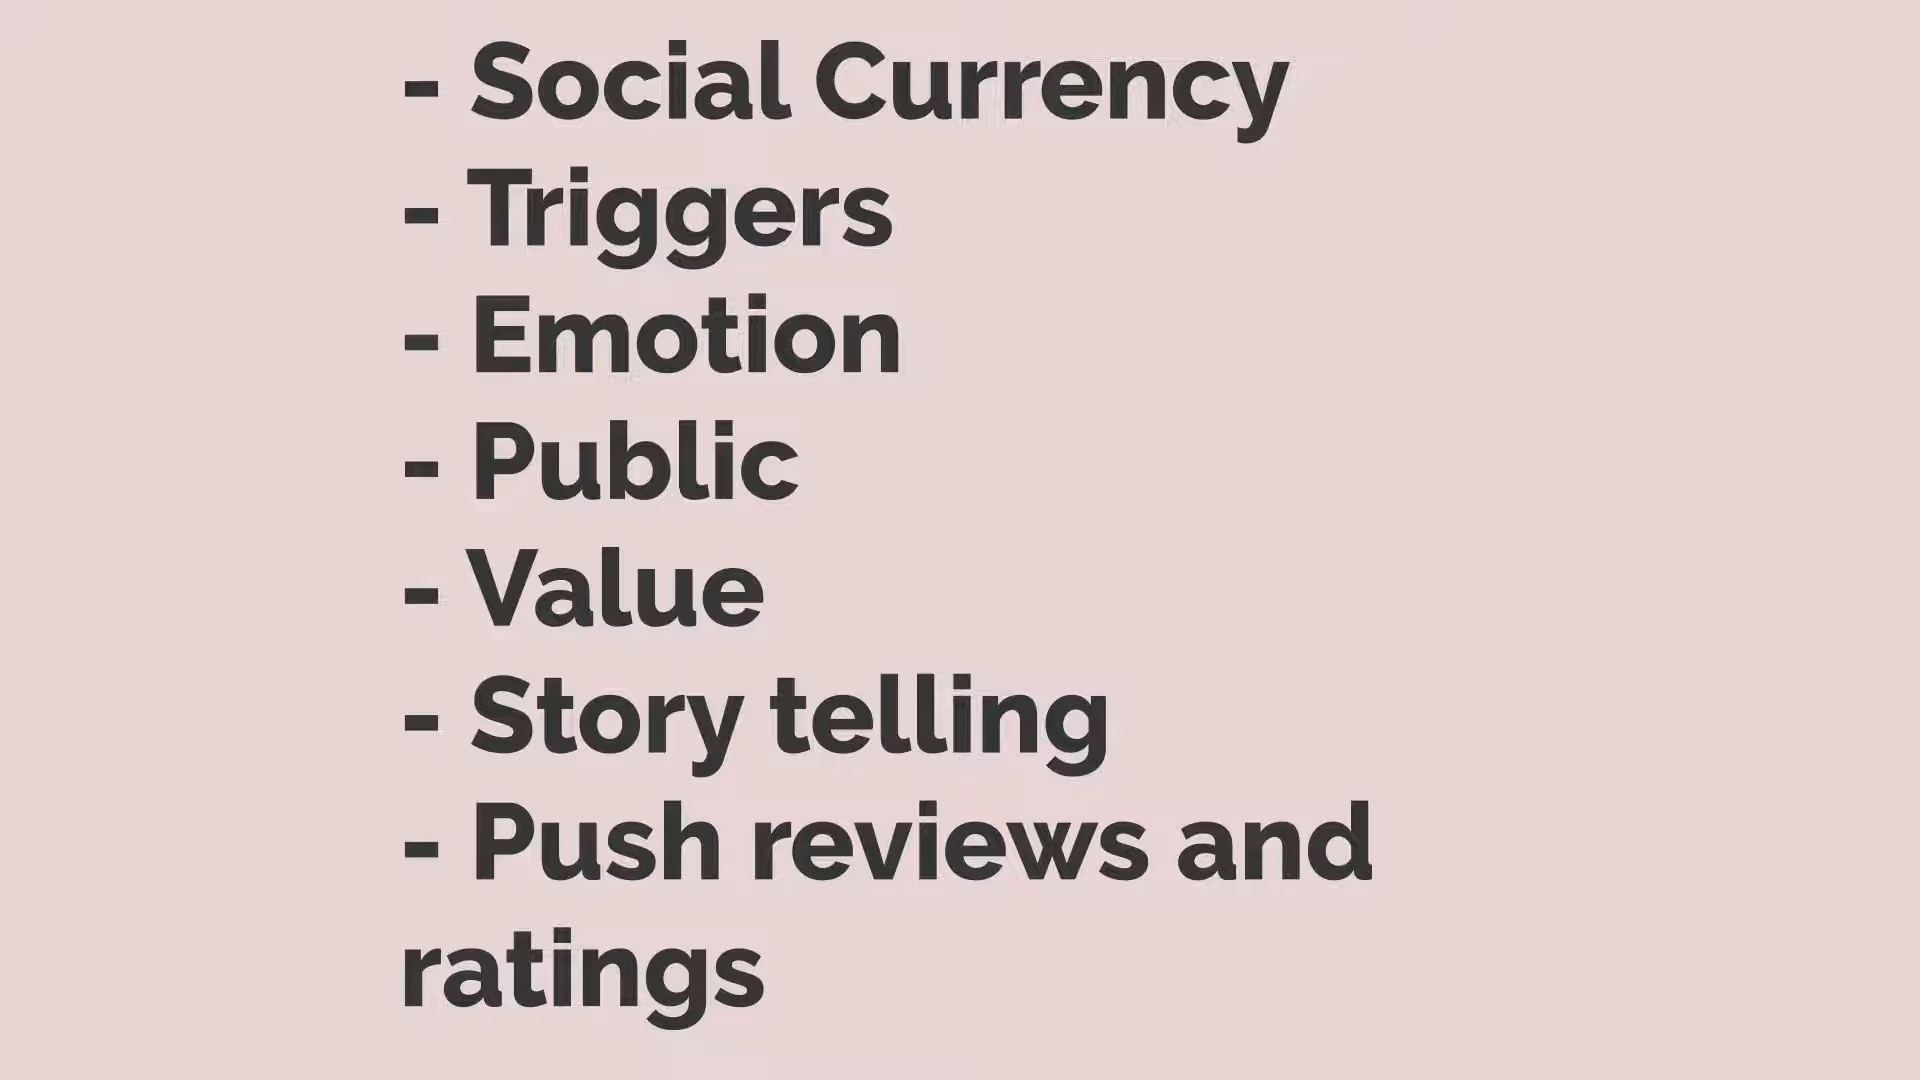 - Social Currency
- Triggers
- Emotion
- Public
- Value
- Story telling
- Push reviews and
ratings